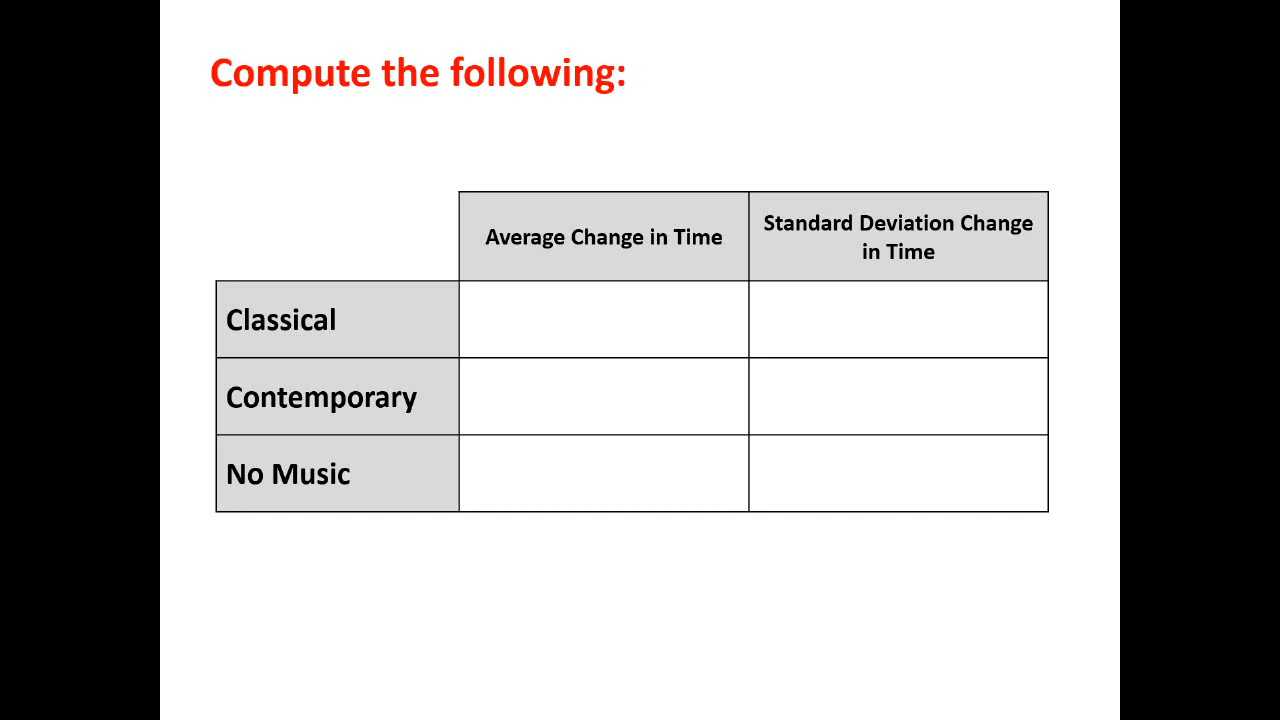 Compute the following:
Average Change in Time
Standard Deviation Change
in Time
Classical
Contemporary
No Music